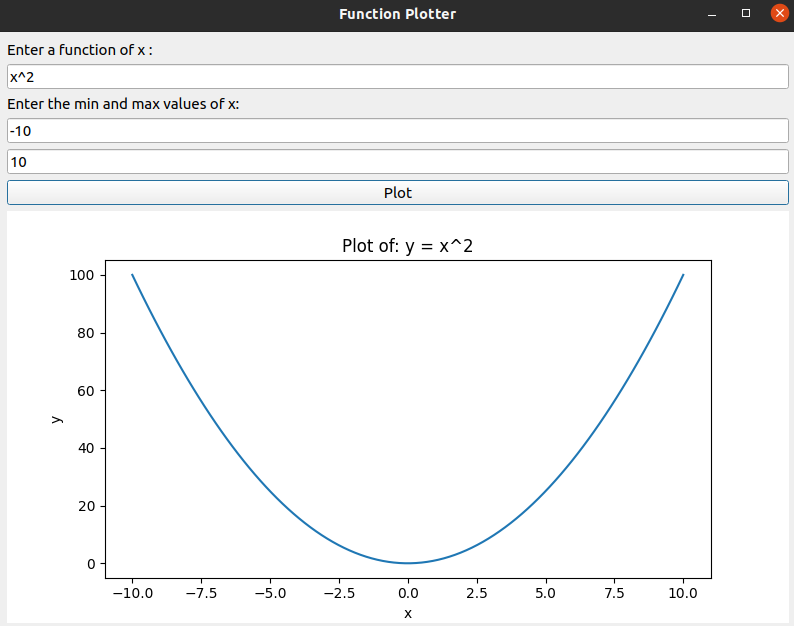 Function Plotter
Enter a function of x :
x^2
Enter the min and max values of x:
-10
10
Plot
Plot of: y = x^2
100
80
60
40
20
0
y
−10.0 −7.5 −5.0 −2.5 0.0 2.5 5.0 7.5 10.0
x